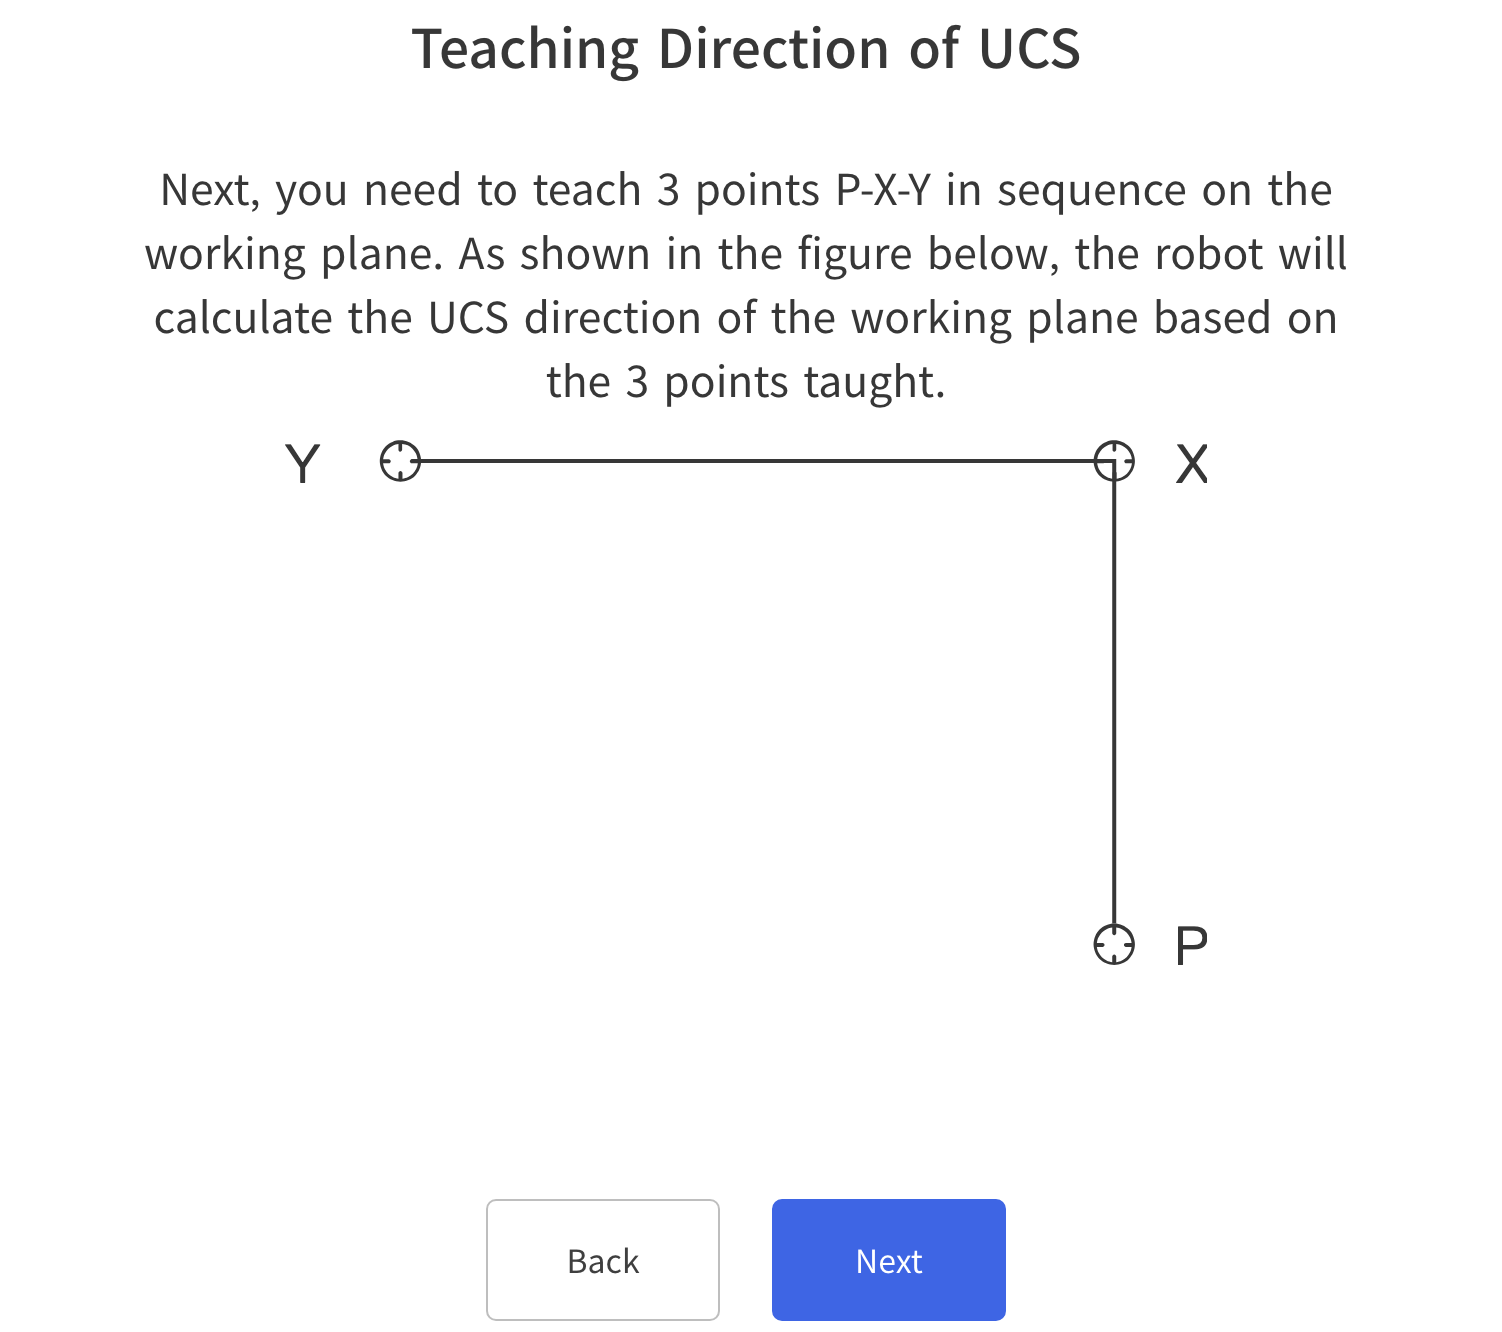 Teaching Direction of UCS
Next, you need to teach 3 points P-X-Y in sequence on the
working plane. As shown in the figure below, the robot will
calculate the UCS direction of the working plane based on
the 3 points taught.
Y X
P
Back Next